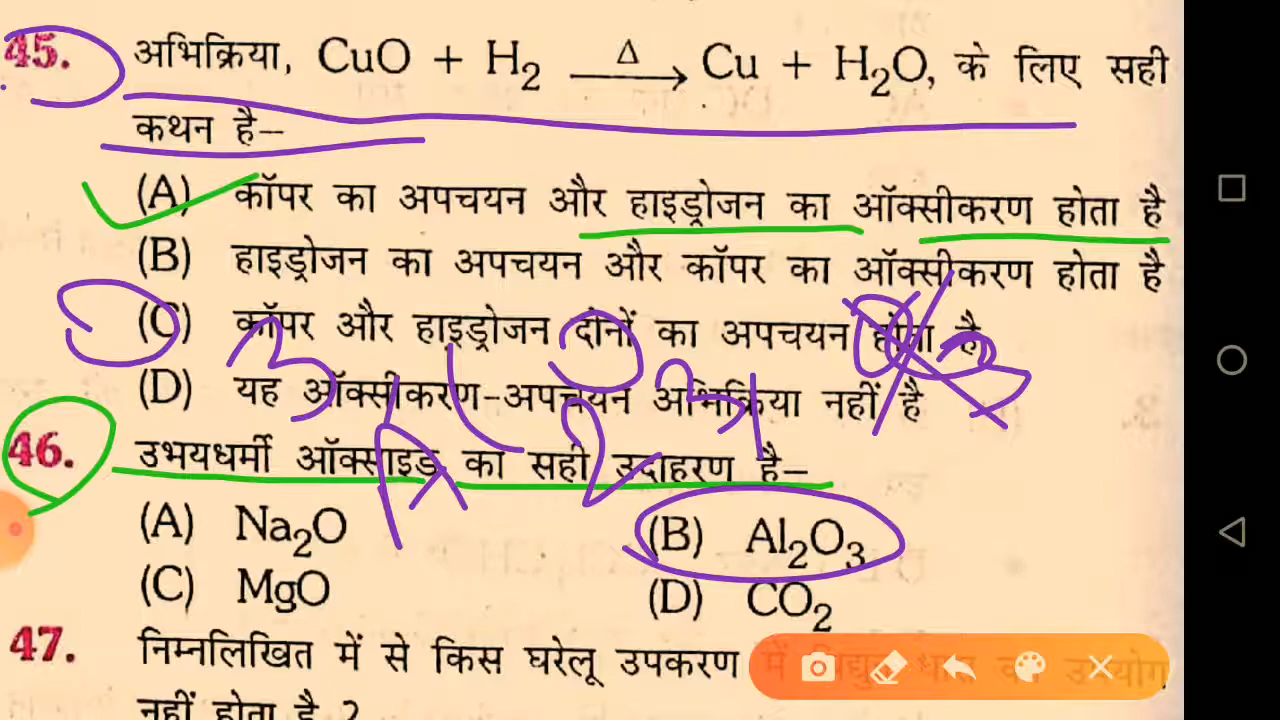 45. अभिक्रिया, CuO + H₂ —Δ→ Cu + H₂O, के लिए सही
कथन है–
(A) कॉपर का अपचयन और हाइड्रोजन का ऑक्सीकरण होता है
(B) हाइड्रोजन का अपचयन और कॉपर का ऑक्सीकरण होता है
(C) कॉपर और हाइड्रोजन दोनों का अपचयन होता है
(D) यह ऑक्सीकरण-अपचयन अभिक्रिया नहीं है
46. उभयधर्मी ऑक्साइड का सही उदाहरण है–
(A) Na₂O (B) Al₂O₃
(C) MgO (D) CO₂
47. निम्नलिखित में से किस घरेलू उपकरण में विद्युत धारा का उपयोग
नहीं होता है ?